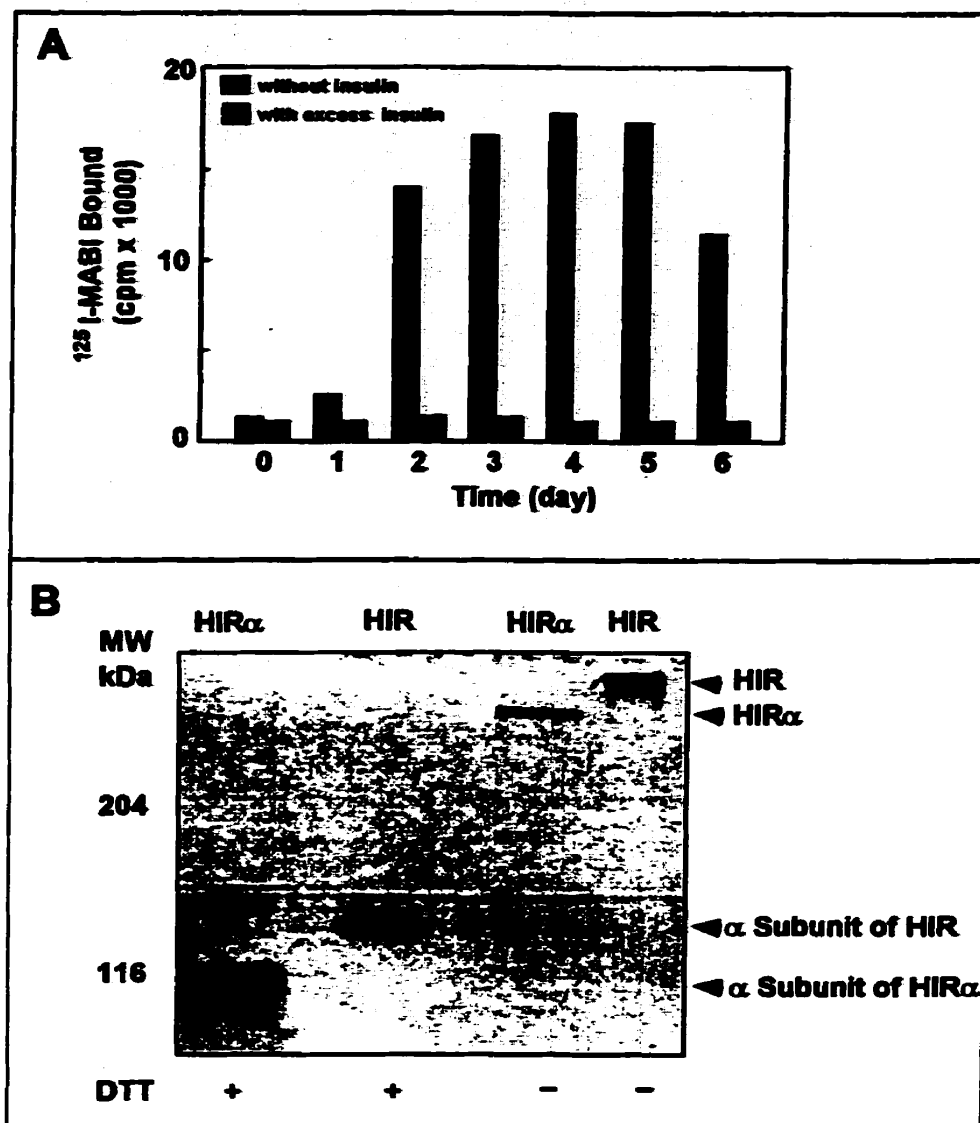 A
20
without insulin
with excess insulin
10
0
¹²⁵I-MABI Bound
(cpm x 1000)
0 1 2 3 4 5 6
Time (day)
B
HIRα HIR HIRα HIR
MW
kDa
HIR
HIRα
204
α Subunit of HIR
116
α Subunit of HIRα
DTT + + - -